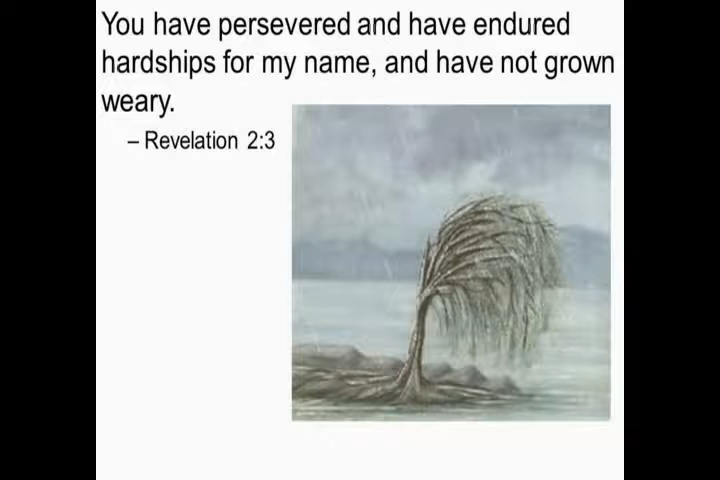 You have persevered and have endured
hardships for my name, and have not grown
weary.
– Revelation 2:3